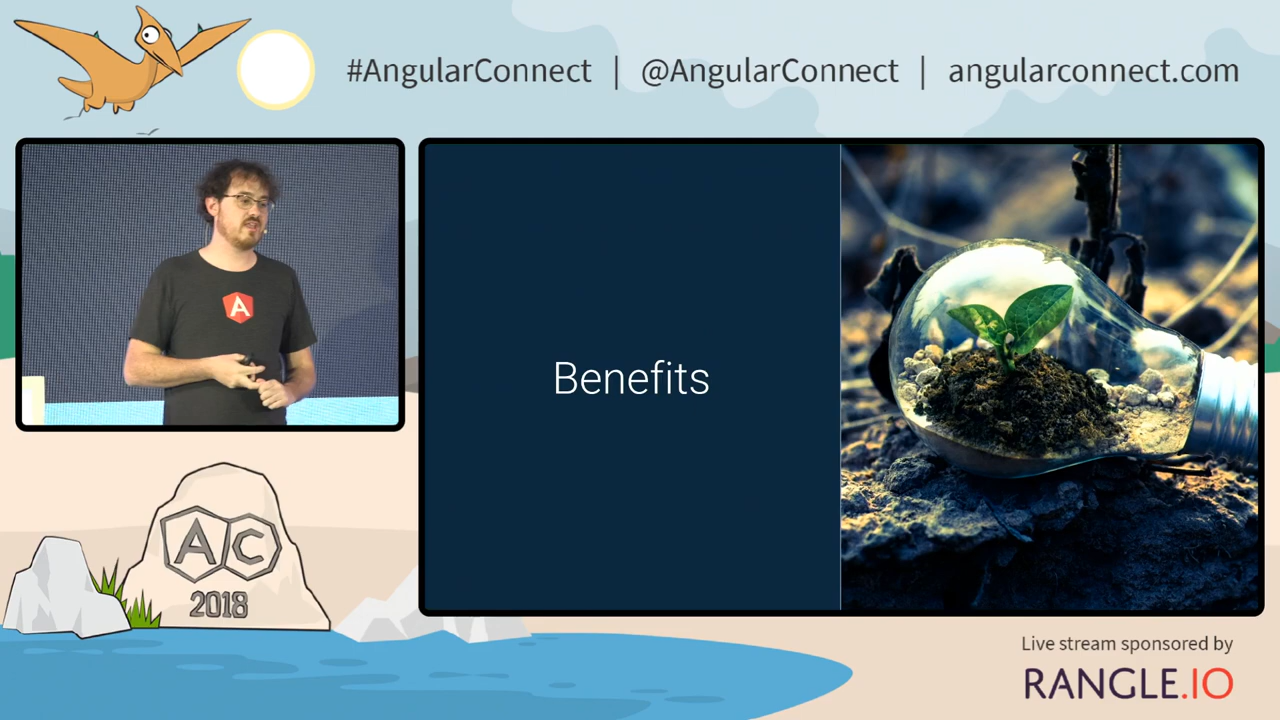 #AngularConnect | @AngularConnect | angularconnect.com
A
Benefits
AC
2018
Live stream sponsored by
RANGLE.IO